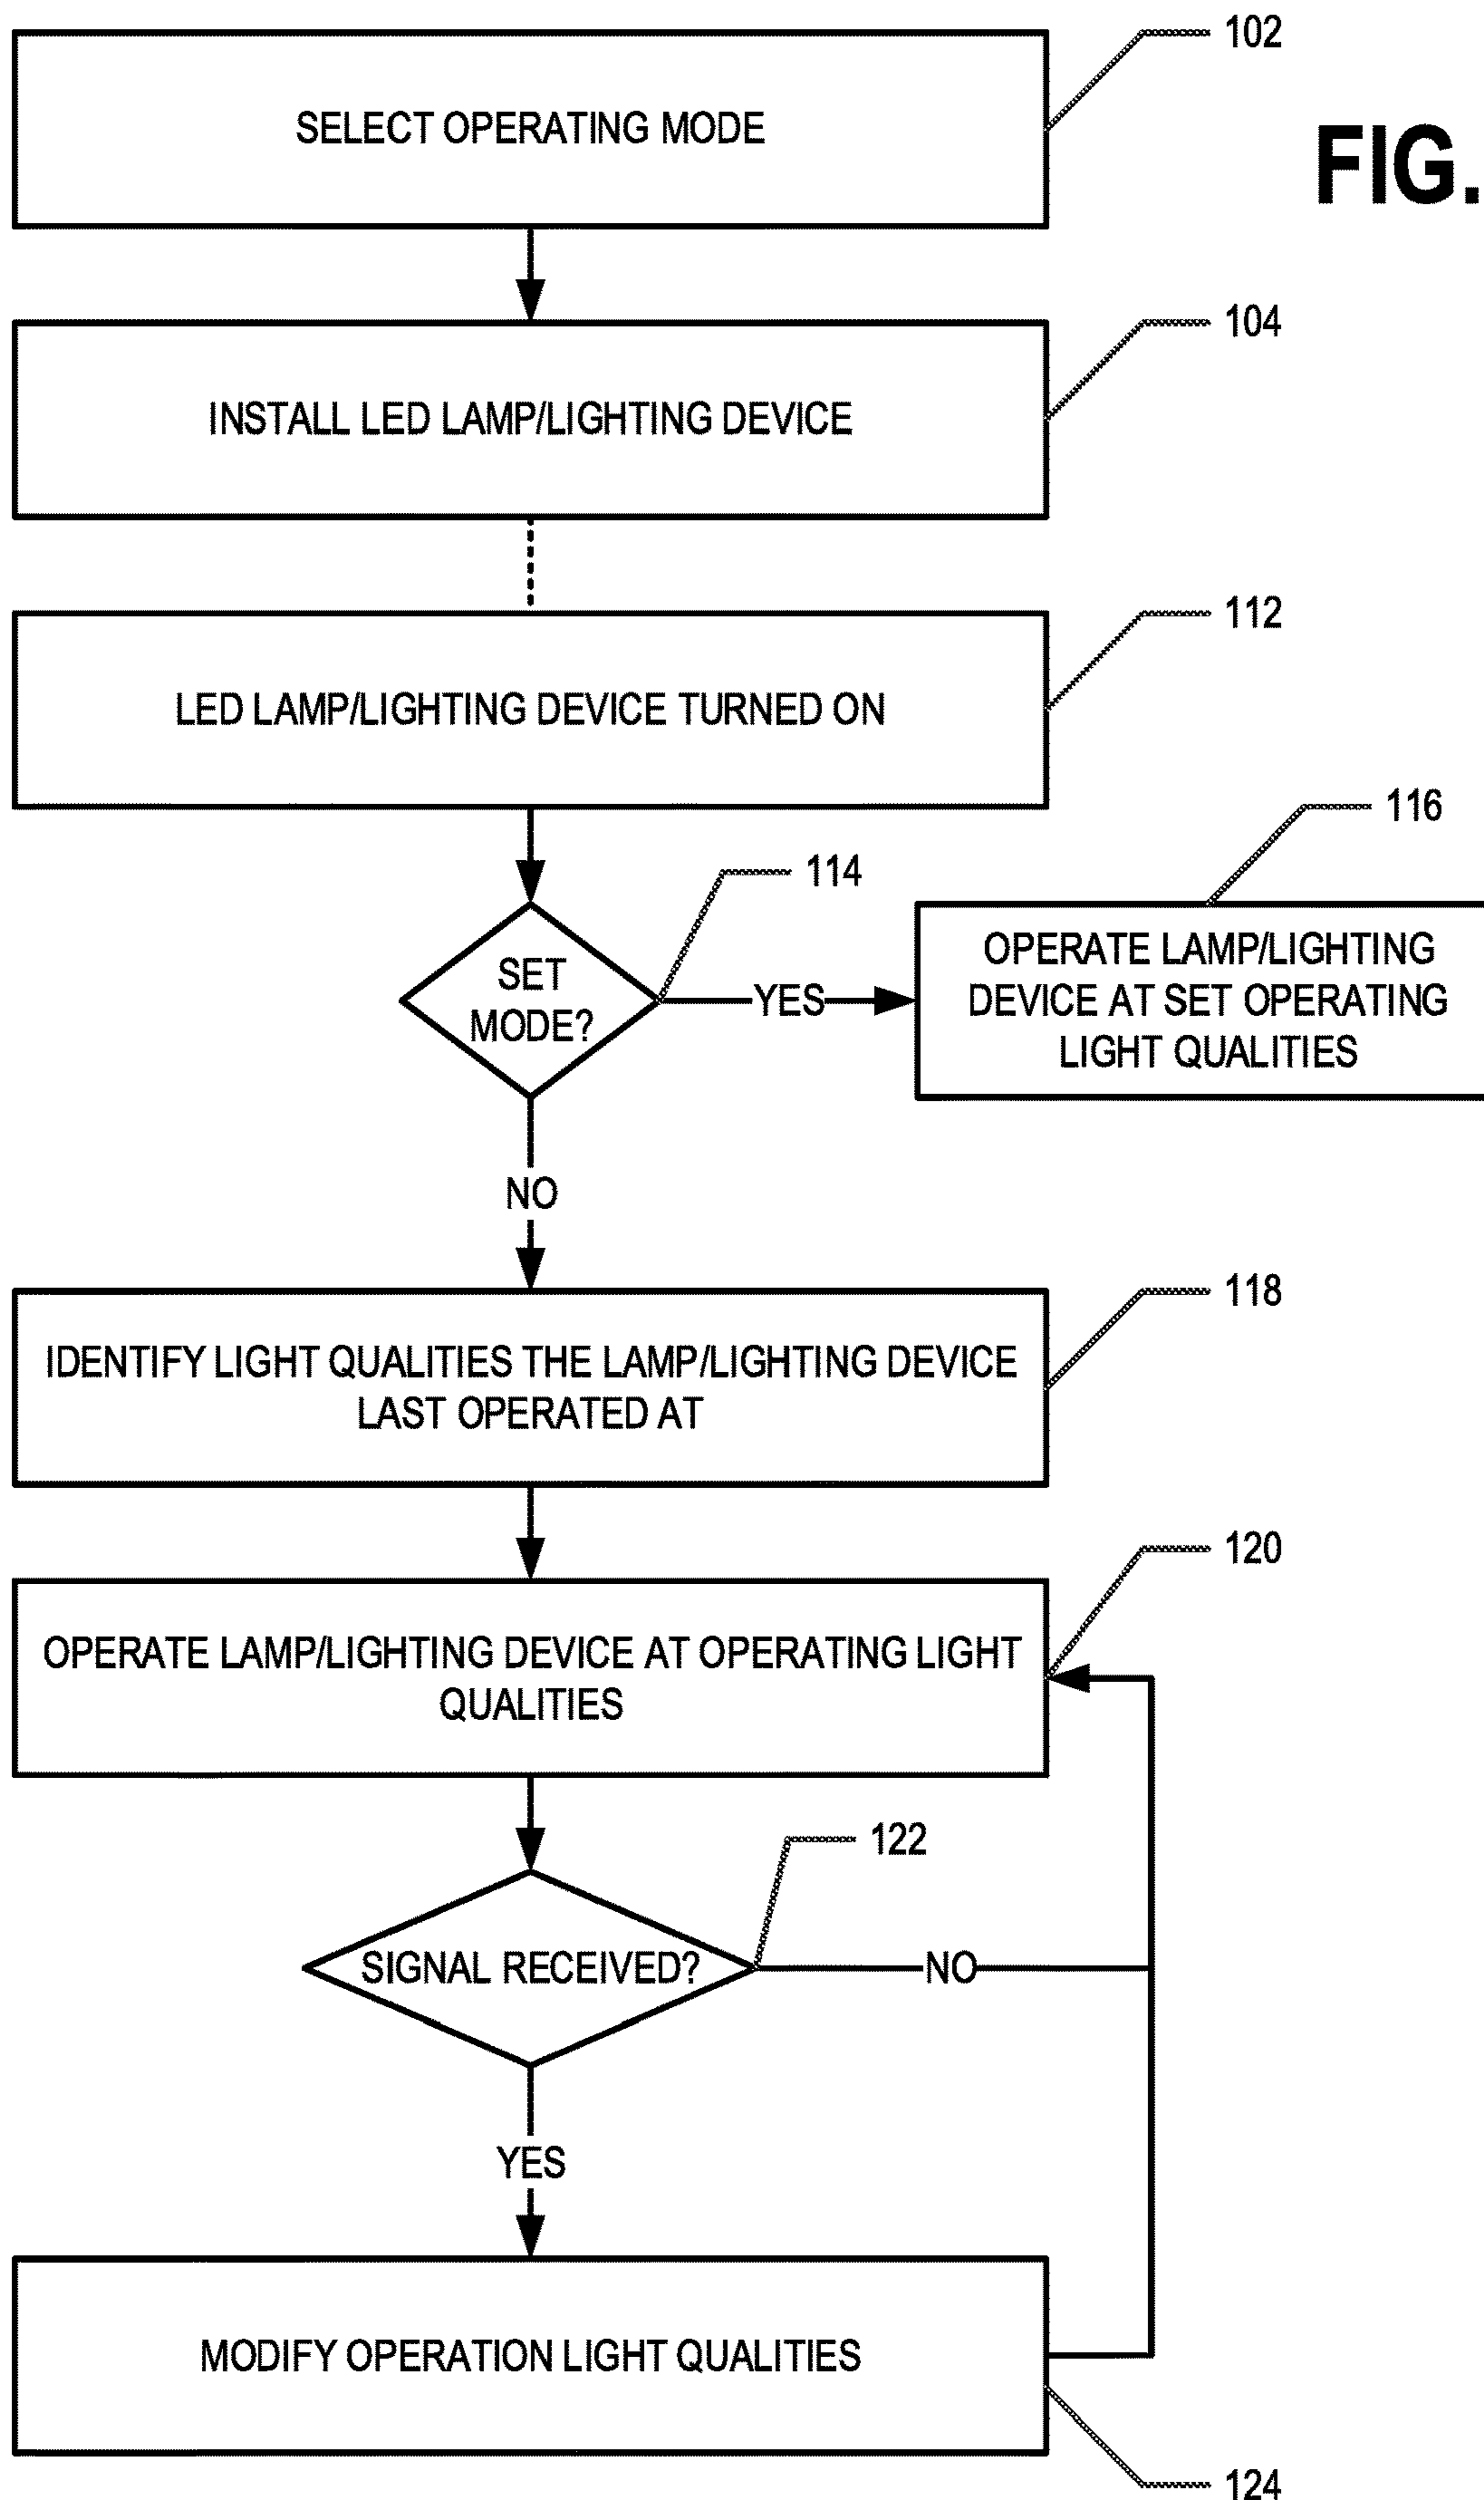 102
SELECT OPERATING MODE
FIG.
104
INSTALL LED LAMP/LIGHTING DEVICE
112
LED LAMP/LIGHTING DEVICE TURNED ON
116
114
SET
MODE?
YES
OPERATE LAMP/LIGHTING
DEVICE AT SET OPERATING
LIGHT QUALITIES
NO
118
IDENTIFY LIGHT QUALITIES THE LAMP/LIGHTING DEVICE
LAST OPERATED AT
120
OPERATE LAMP/LIGHTING DEVICE AT OPERATING LIGHT
QUALITIES
122
SIGNAL RECEIVED?
NO
YES
MODIFY OPERATION LIGHT QUALITIES
124